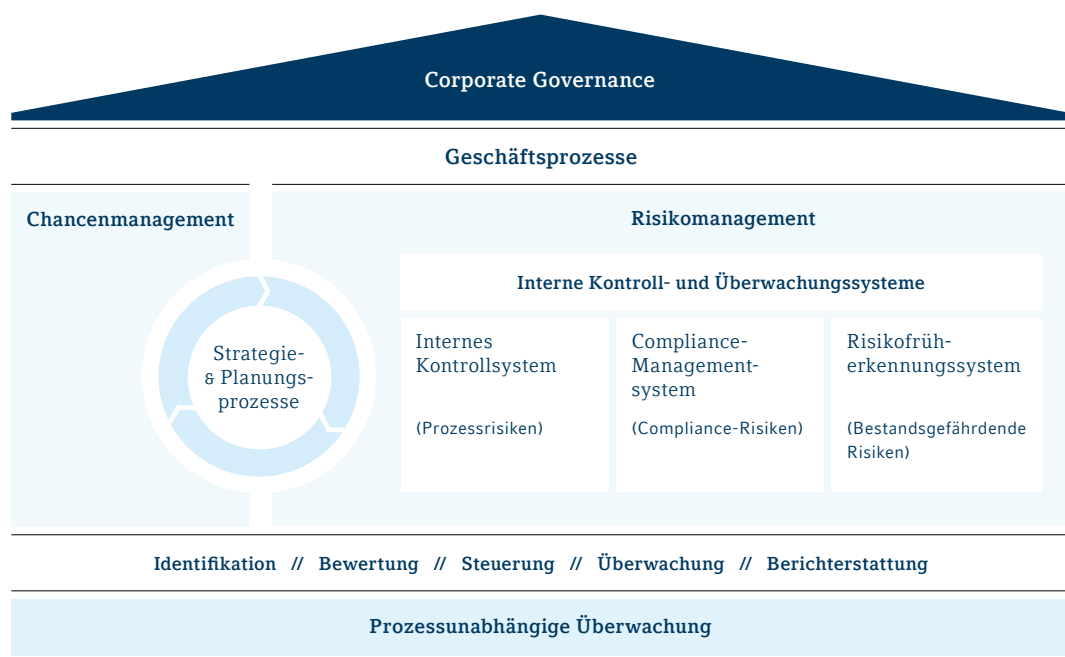 Corporate Governance
Geschäftsprozesse
Chancenmanagement
Strategie-
& Planungs-
prozesse
Risikomanagement
Interne Kontroll- und Überwachungssysteme
Internes
Kontrollsystem
(Prozessrisiken)
Compliance-
Management-
system
(Compliance-Risiken)
Risikofrüh-
erkennungssystem
(Bestandsgefährdende
Risiken)
Identifikation // Bewertung // Steuerung // Überwachung // Berichterstattung
Prozessunabhängige Überwachung